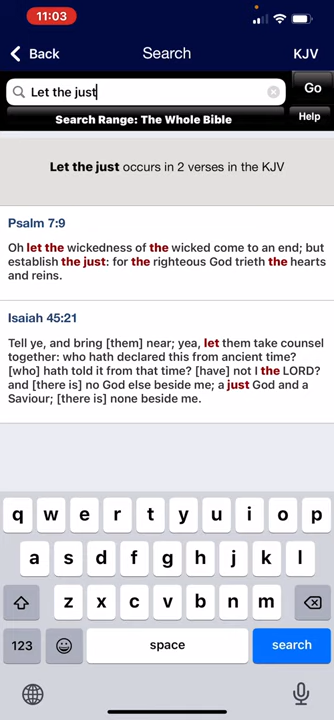 11:03
Back Search KJV
Let the just Go
Search Range: The Whole Bible Help
Let the just occurs in 2 verses in the KJV
Psalm 7:9
Oh let the wickedness of the wicked come to an end; but
establish the just: for the righteous God trieth the hearts
and reins.
Isaiah 45:21
Tell ye, and bring [them] near; yea, let them take counsel
together: who hath declared this from ancient time?
[who] hath told it from that time? [have] not I the LORD?
and [there is] no God else beside me; a just God and a
Saviour; [there is] none beside me.
q w e r t y u i o p
a s d f g h j k l
z x c v b n m
123 space search